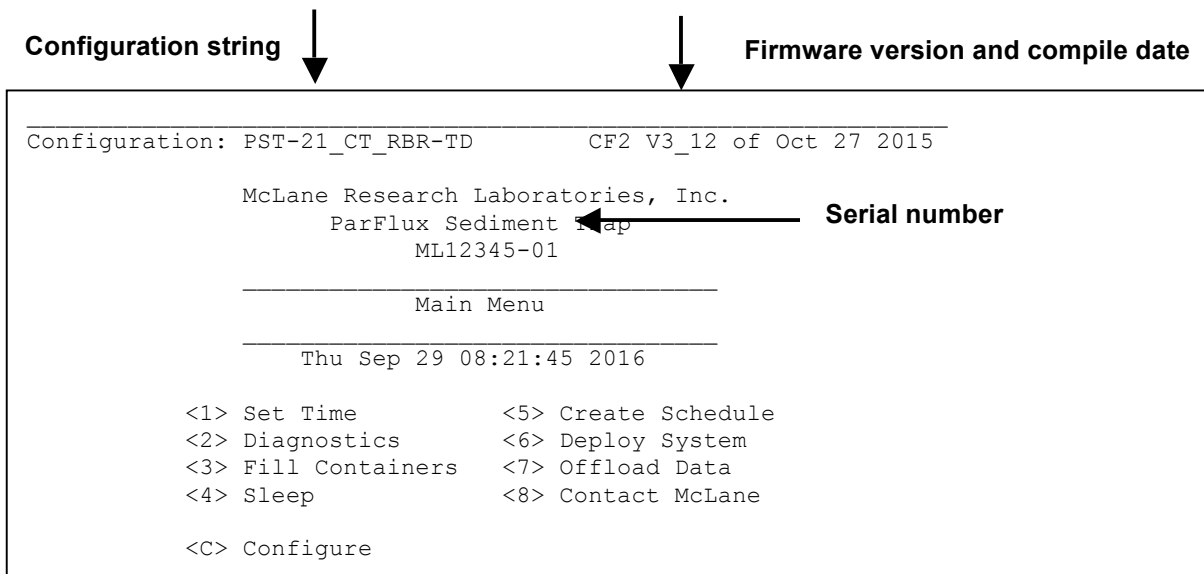 Configuration string
Firmware version and compile date
Configuration: PST-21_CT_RBR-TD CF2 V3_12 of Oct 27 2015
McLane Research Laboratories, Inc.
ParFlux Sediment Trap
Serial number
ML12345-01
Main Menu
Thu Sep 29 08:21:45 2016
<1> Set Time <5> Create Schedule
<2> Diagnostics <6> Deploy System
<3> Fill Containers <7> Offload Data
<4> Sleep <8> Contact McLane
<C> Configure